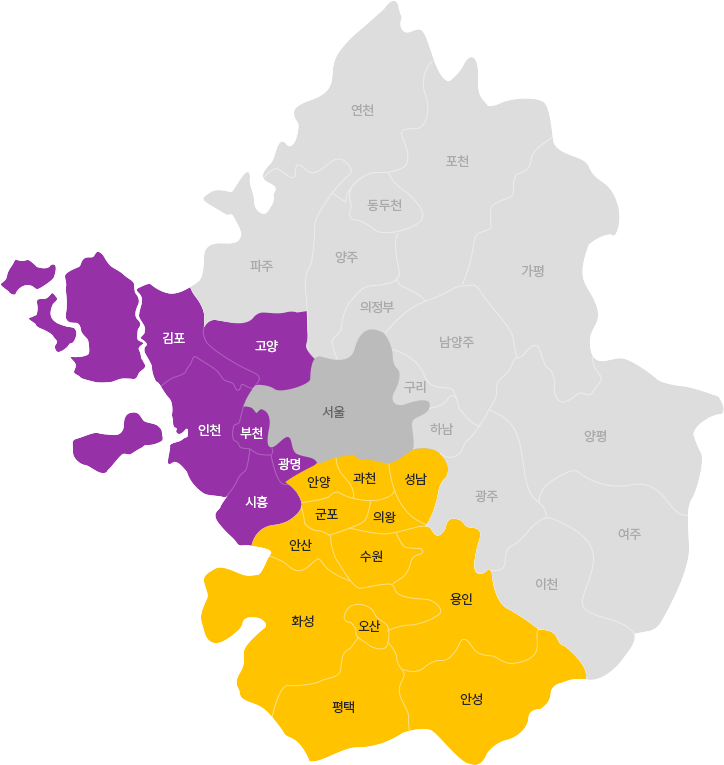 연천
포천
동두천
양주
파주
가평
의정부
김포
고양
남양주
구리
서울
인천
부천
하남
양평
광명
안양
과천
성남
시흥
군포
의왕
광주
안산
수원
여주
이천
용인
화성
오산
안성
평택